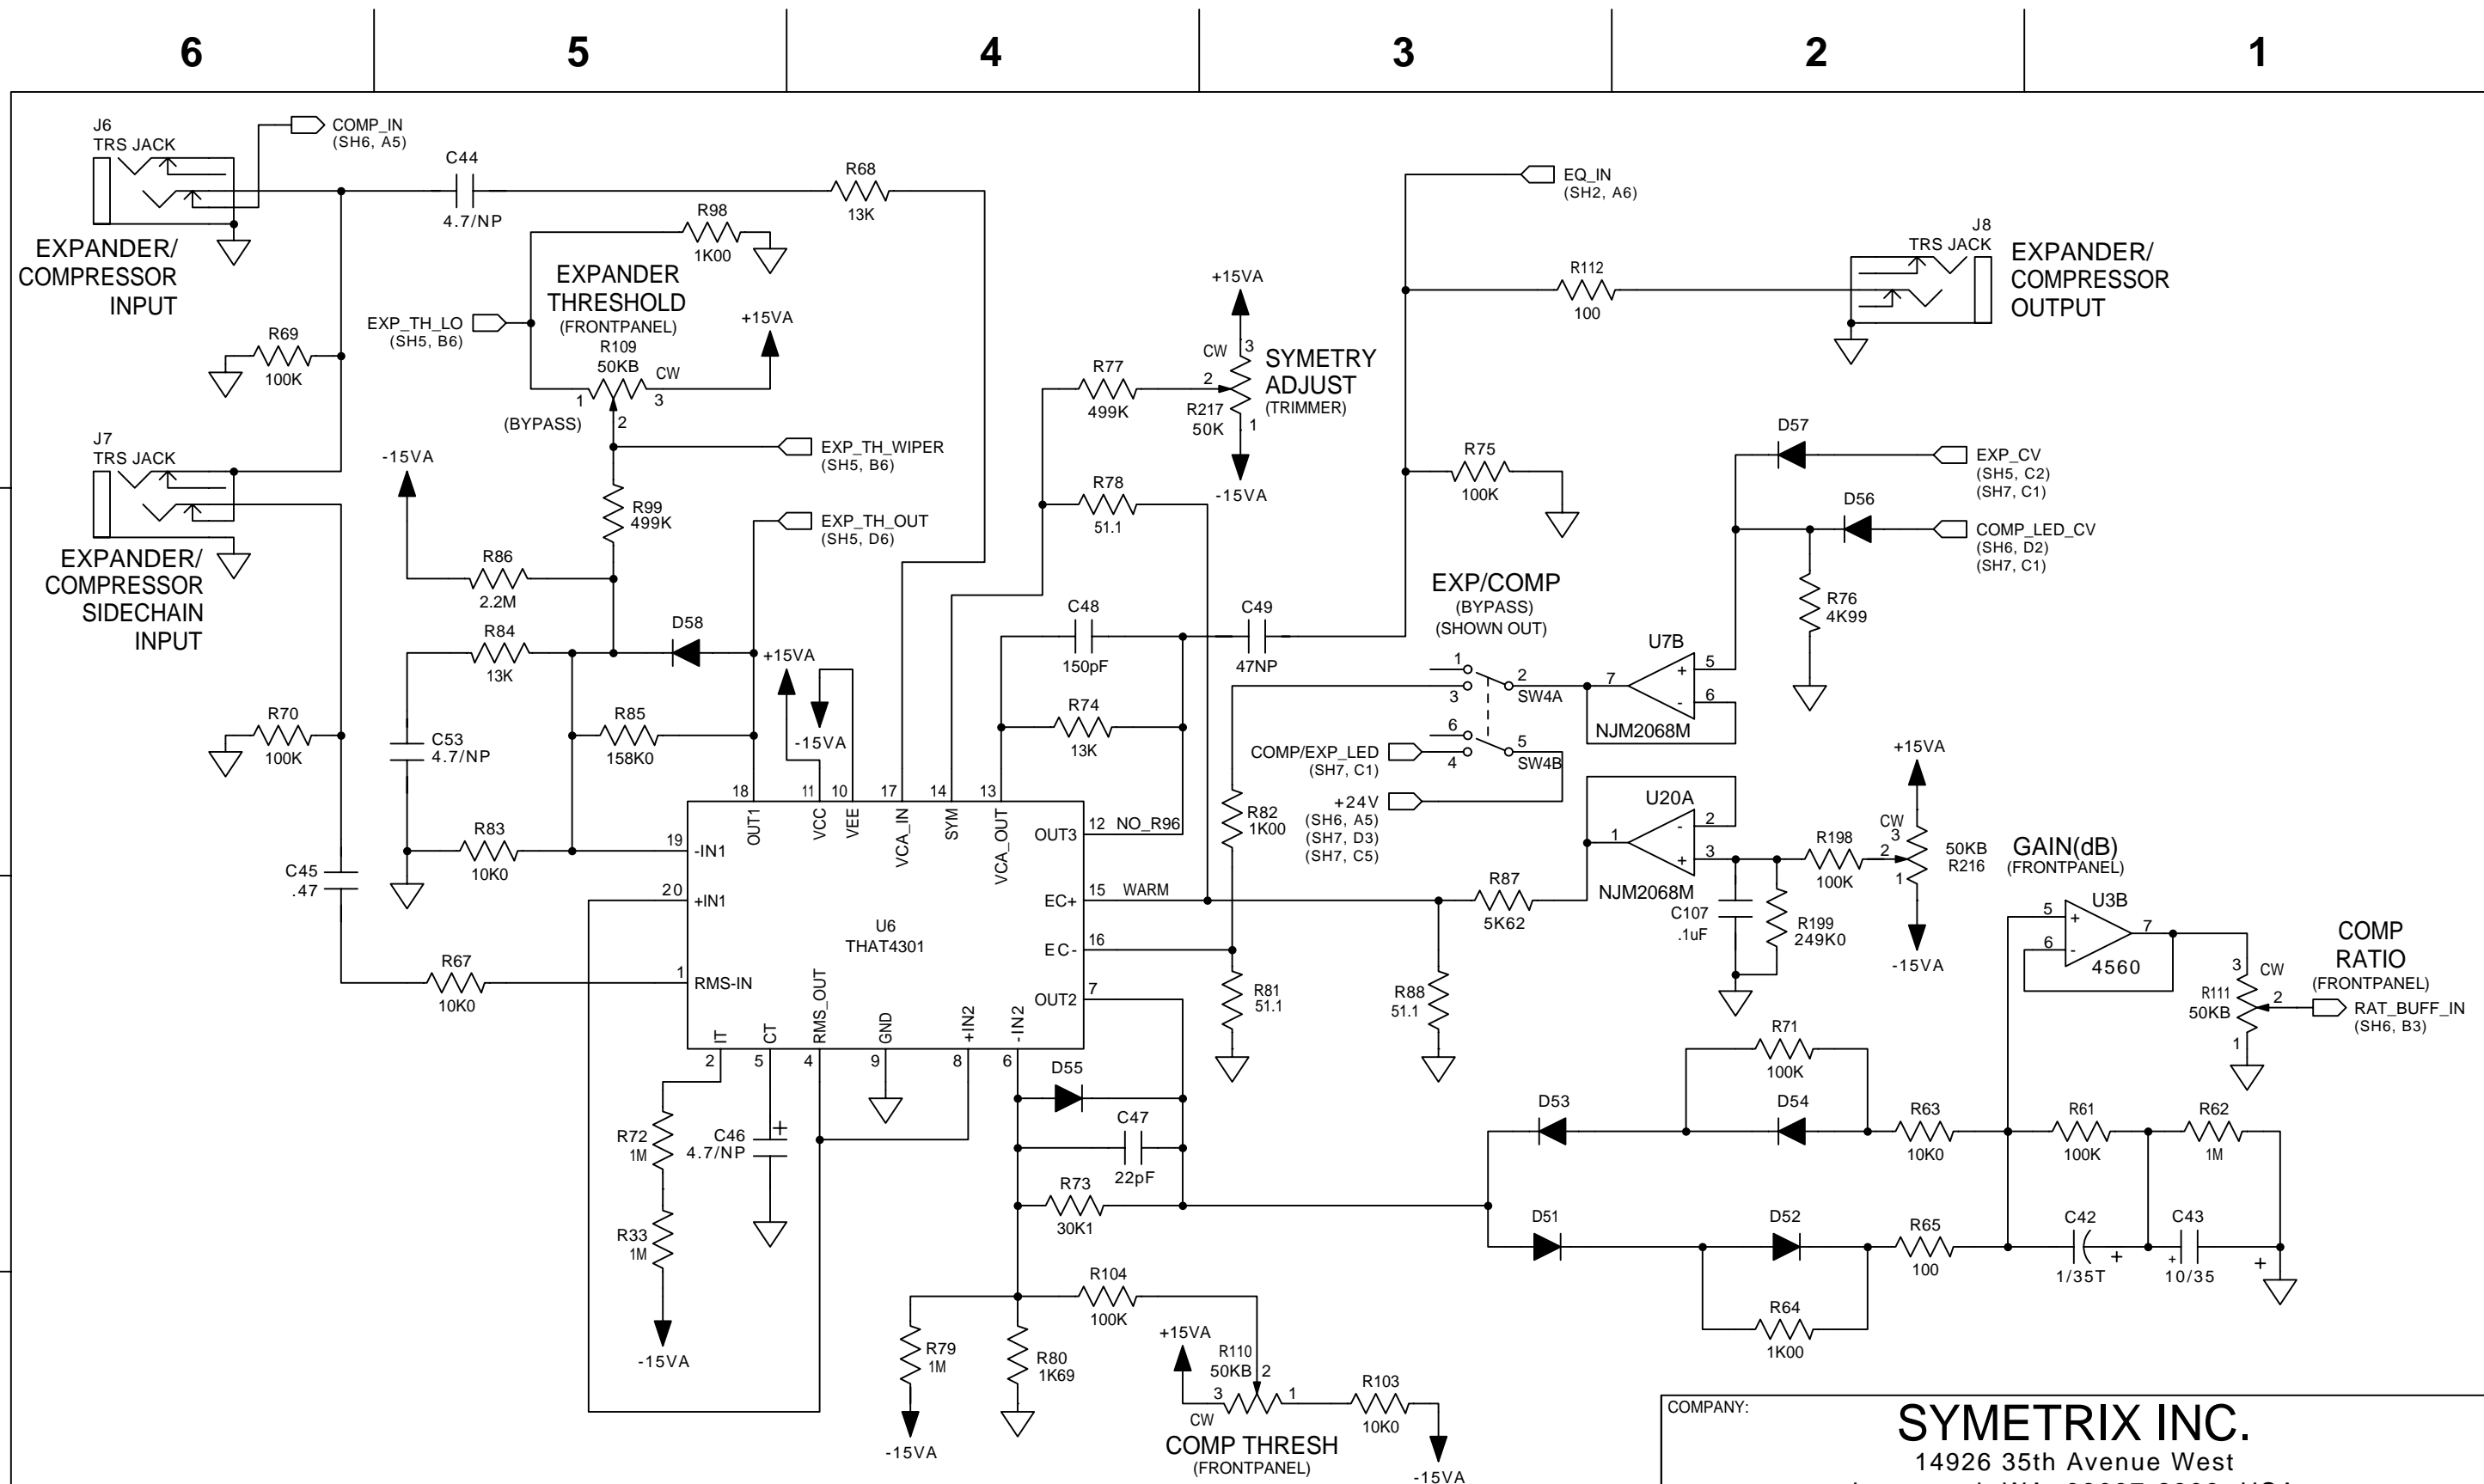 6 5 4 3 2 1
J6
TRS JACK
COMP_IN
(SH6, A5)
EXPANDER/
COMPRESSOR
INPUT
C44
4.7/NP
R68
13K
R98
1K00
EXPANDER
THRESHOLD
(FRONTPANEL)
R109
50KB
CW
1
3
2
+15VA
EXP_TH_LO
(SH5, B6)
(BYPASS)
EXP_TH_WIPER
(SH5, B6)
R69
100K
J7
TRS JACK
EXPANDER/
COMPRESSOR
SIDECHAIN
INPUT
-15VA
R99
499K
EXP_TH_OUT
(SH5, D6)
R86
2.2M
R84
13K
D58
R85
158K0
C53
4.7/NP
R83
10K0
R70
100K
C45
.47
R67
10K0
+15VA
-15VA
EQ_IN
(SH2, A6)
J8
TRS JACK
EXPANDER/
COMPRESSOR
OUTPUT
R112
100
+15VA
CW
3
2
1
SYMETRY
ADJUST
(TRIMMER)
R217
50K
-15VA
R77
499K
R78
51.1
R75
100K
D57
EXP_CV
(SH5, C2)
(SH7, C1)
D56
COMP_LED_CV
(SH6, D2)
(SH7, C1)
R76
4K99
C48
150pF
C49
47NP
R74
13K
EXP/COMP
(BYPASS)
(SHOWN OUT)
1
2
3
SW4A
6
5
4
SW4B
COMP/EXP_LED
(SH7, C1)
+24V
(SH6, A5)
(SH7, D3)
(SH7, C5)
U7B
5
6
7
+
-
NJM2068M
U20A
2
3
1
-
+
NJM2068M
R198
100K
+15VA
CW
3
2
1
50KB
R216
-15VA
GAIN(dB)
(FRONTPANEL)
C107
.1uF
R199
249K0
R82
1K00
R87
5K62
R81
51.1
R88
51.1
18
11
10
17
14
13
OUT1
VCC
VEE
VCA_IN
SYM
VCA_OUT
19
-IN1
20
+IN1
1
RMS-IN
U6
THAT4301
OUT3
12
NO_R96
EC+
15
WARM
EC-
16
OUT2
7
IT
CT
RMS_OUT
GND
+IN2
-IN2
2
5
4
9
8
6
U3B
5
6
7
+
-
4560
COMP
RATIO
(FRONTPANEL)
3
CW
2
1
R111
50KB
RAT_BUFF_IN
(SH6, B3)
R72
1M
R33
1M
-15VA
C46
4.7/NP
+
D55
C47
22pF
R73
30K1
R71
100K
D53
D54
R63
10K0
R61
100K
R62
1M
D51
D52
R65
100
C42
1/35T
+
C43
+
10/35
+
R64
1K00
R104
100K
R79
1M
-15VA
R80
1K69
+15VA
R110
50KB
2
3
1
CW
R103
10K0
-15VA
COMP THRESH
(FRONTPANEL)
COMPANY:
SYMETRIX INC.
14926 35th Avenue West